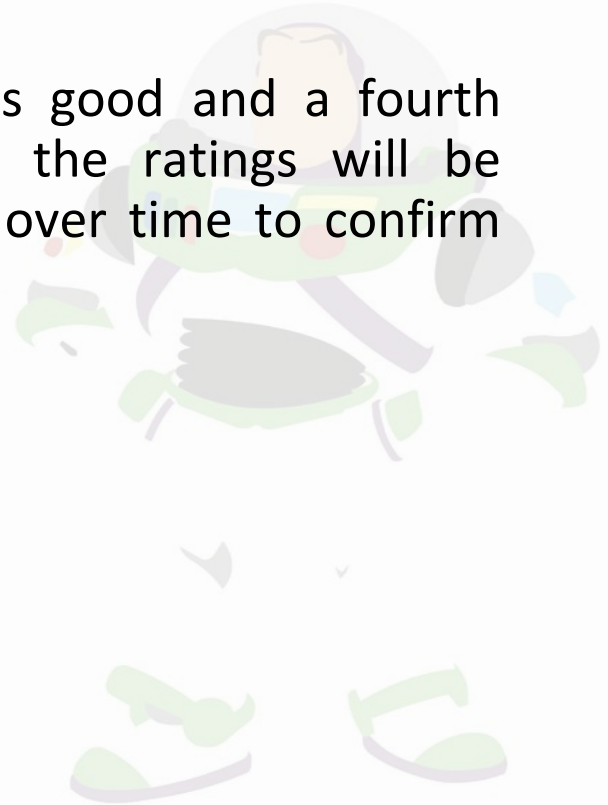 s good and a fourth
the ratings will be
over time to confirm